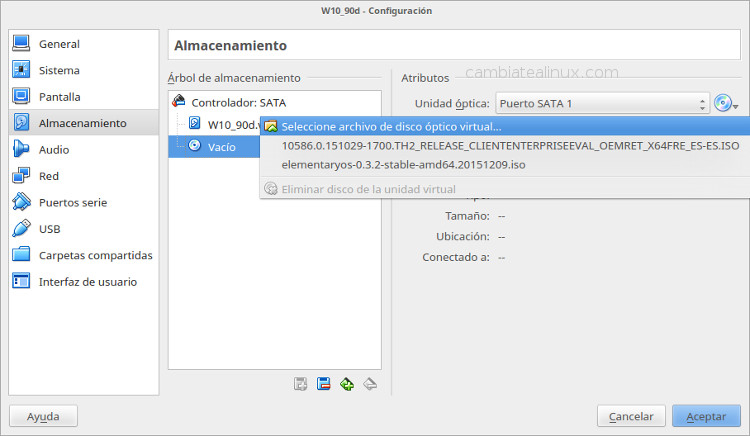 W10_90d - Configuración
General
Sistema
Pantalla
Almacenamiento
Audio
Red
Puertos serie
USB
Carpetas compartidas
Interfaz de usuario
Almacenamiento
Árbol de almacenamiento
Controlador: SATA
W10_90d.v
Vacío
Atributos
cambiatealinux.com
Unidad óptica: Puerto SATA 1
Seleccione archivo de disco óptico virtual...
10586.0.151029-1700.TH2_RELEASE_CLIENTENTERPRISEEVAL_OEMRET_X64FRE_ES-ES.ISO
elementaryos-0.3.2-stable-amd64.20151209.iso
Eliminar disco de la unidad virtual
Tamaño: --
Ubicación: --
Conectado a: --
Ayuda
Cancelar
Aceptar